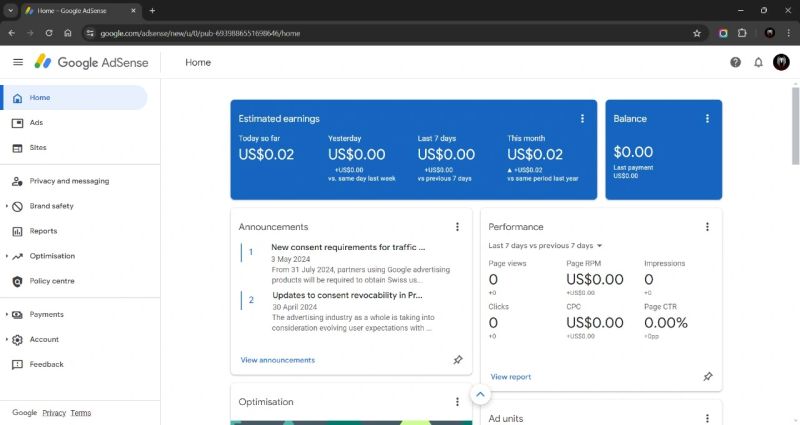 Home – Google AdSense
google.com/adsense/new/u/0/pub-6939886551698646/home
Google AdSense
Home
Home
Ads
Sites
Privacy and messaging
Brand safety
Reports
Optimisation
Policy centre
Payments
Account
Feedback
Google Privacy Terms
Estimated earnings
Today so far
US$0.02
Yesterday
US$0.00
+US$0.00
vs. same day last week
Last 7 days
US$0.00
+US$0.00
vs previous 7 days
This month
US$0.02
▲ +US$0.02
vs same period last year
Balance
$0.00
Last payment
US$0.00
Announcements
1
New consent requirements for traffic ...
3 May 2024
From 31 July 2024, partners using Google advertising
products will be required to obtain Swiss us...
2
Updates to consent revocability in Pr...
30 April 2024
The advertising industry as a whole is taking into
consideration evolving user expectations with ...
View announcements
Performance
Last 7 days vs previous 7 days
Page views
0
+0
Page RPM
US$0.00
+US$0.00
Impressions
0
+0
Clicks
0
+0
CPC
US$0.00
+US$0.00
Page CTR
0.00%
+0pp
View report
Optimisation
Ad units